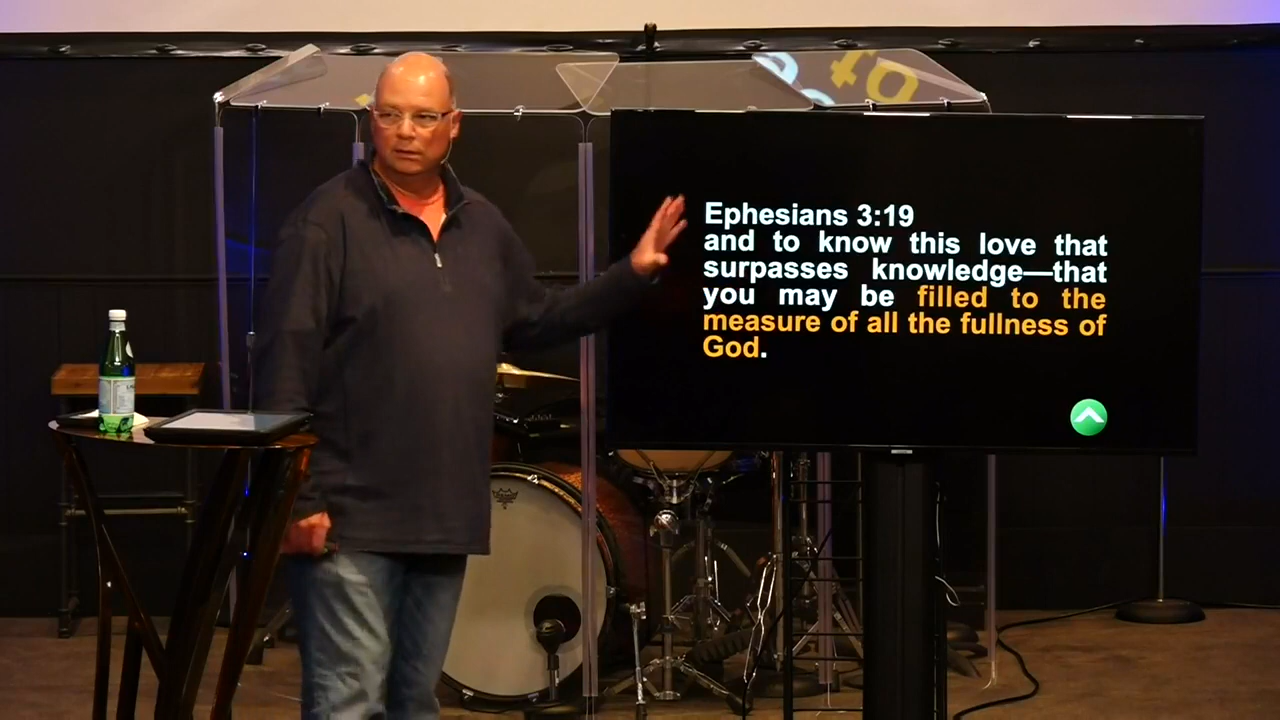 to
Ephesians 3:19
and to know this love that
surpasses knowledge—that
you may be filled to the
measure of all the fullness of
God.